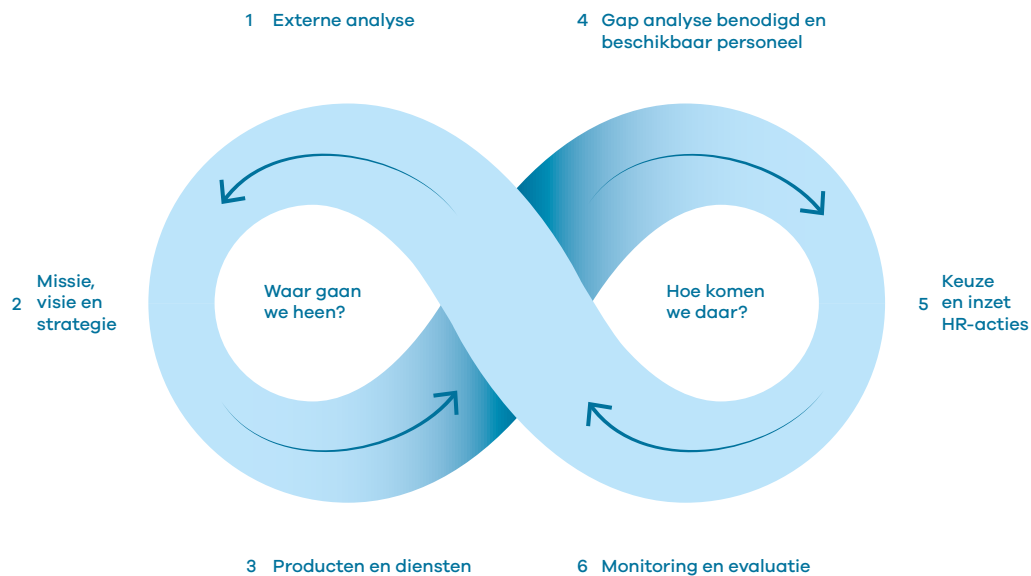 1 Externe analyse
4 Gap analyse benodigd en
beschikbaar personeel
2 Missie,
visie en
strategie
Waar gaan
we heen?
Hoe komen
we daar?
5 Keuze
en inzet
HR-acties
3 Producten en diensten
6 Monitoring en evaluatie